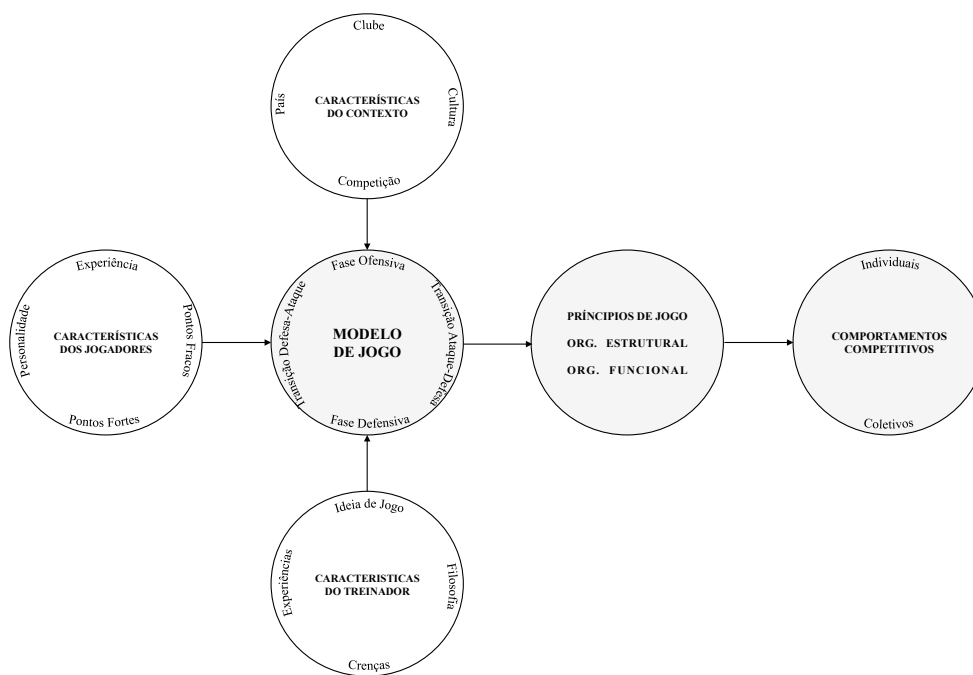 Clube
País
CARACTERÍSTICAS
DO CONTEXTO
Cultura
Competição
Experiência
Personalidade
CARACTERÍSTICAS
DOS JOGADORES
Pontos Fracos
Pontos Fortes
Fase Ofensiva
Transição Defesa-Ataque
MODELO
DE JOGO
Transição Ataque-Defesa
Fase Defensiva
PRÍNCIPIOS DE JOGO
ORG. ESTRUTURAL
ORG. FUNCIONAL
Individuais
COMPORTAMENTOS
COMPETITIVOS
Coletivos
Ideia de Jogo
Experiências
CARACTERISTICAS
DO TREINADOR
Filosofia
Crenças